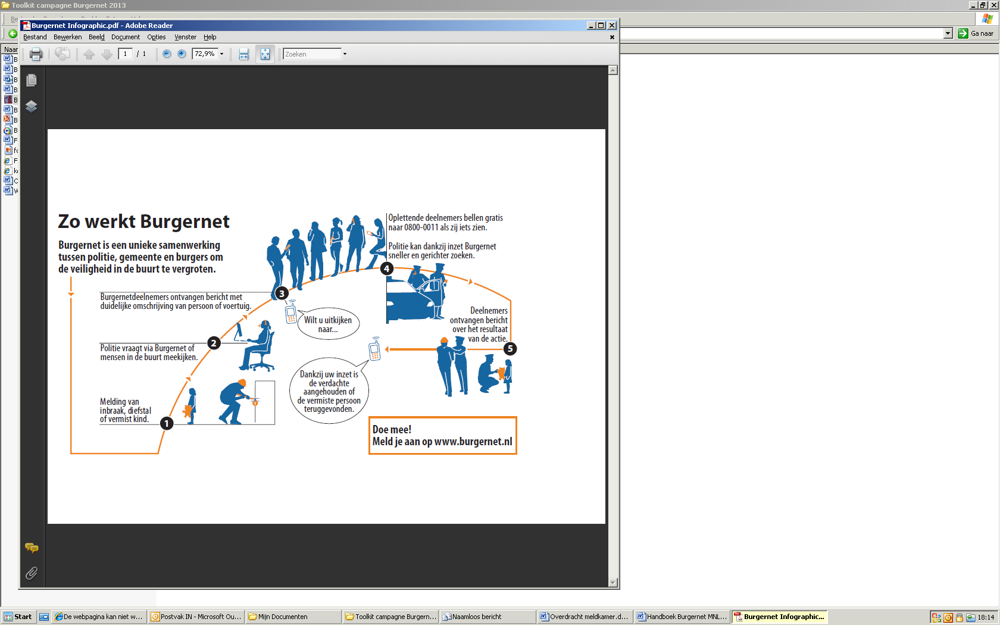 Toolkit campagne Burgernet 2013
Burgernet Infographic.pdf - Adobe Reader
Bestand Bewerken Beeld Document Opties Venster Help
1 / 1 72,9% Zoeken
Ga naar
Zo werkt Burgernet
Burgernet is een unieke samenwerking
tussen politie, gemeente en burgers om
de veiligheid in de buurt te vergroten.
Melding van
inbraak, diefstal
of vermist kind.
1
Politie vraagt via Burgernet of
mensen in de buurt meekijken.
2
Burgernetdeelnemers ontvangen bericht met
duidelijke omschrijving van persoon of voertuig.
3
Wilt u uitkijken
naar...
Oplettende deelnemers bellen gratis
naar 0800-0011 als zij iets zien.
Politie kan dankzij inzet Burgernet
sneller en gerichter zoeken.
4
Deelnemers
ontvangen bericht
over het resultaat
van de actie.
5
Dankzij uw inzet is
de verdachte
aangehouden of
de vermiste persoon
teruggevonden.
Doe mee!
Meld je aan op www.burgernet.nl
Start De webpagina kan niet w... Postvak IN - Microsoft Ou... Mijn Documenten Toolkit campagne Burgern... Naamloos bericht Overdracht meldkamer.d... Handboek Burgernet MNL... Burgernet Infographic... 18:14